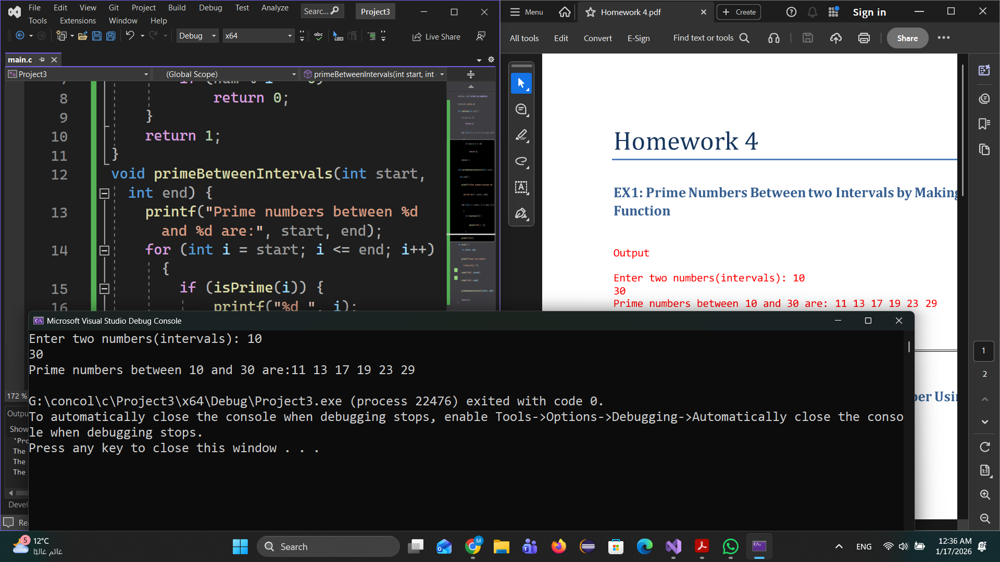 File Edit View Git Project Build Debug Test Analyze Searc... Project3
Tools Extensions Window Help
Debug x64 Live Share
main.c
Project3 (Global Scope) primeBetweenIntervals(int start, int
8 return 0;
9 }
10 return 1;
11 }
12 void primeBetweenIntervals(int start,
int end) {
13 printf("Prime numbers between %d
and %d are:", start, end);
14 for (int i = start; i <= end; i++)
{
15 if (isPrime(i)) {
16 printf("%d ", i);
172 %
Outpu
Show
'Pro
The
The
The
Devel
Re
Menu Homework 4.pdf Create Sign in
All tools Edit Convert E-Sign Find text or tools Share
Homework 4
EX1: Prime Numbers Between two Intervals by Making
Function
Output
Enter two numbers(intervals): 10
30
Prime numbers between 10 and 30 are: 11 13 17 19 23 29
ber Usin
1
2
Microsoft Visual Studio Debug Console
Enter two numbers(intervals): 10
30
Prime numbers between 10 and 30 are:11 13 17 19 23 29
G:\concol\c\Project3\x64\Debug\Project3.exe (process 22476) exited with code 0.
To automatically close the console when debugging stops, enable Tools->Options->Debugging->Automatically close the conso
le when debugging stops.
Press any key to close this window . . .
5
12°C
غائم غالبًا
Search
ENG
12:36 AM
1/17/2026